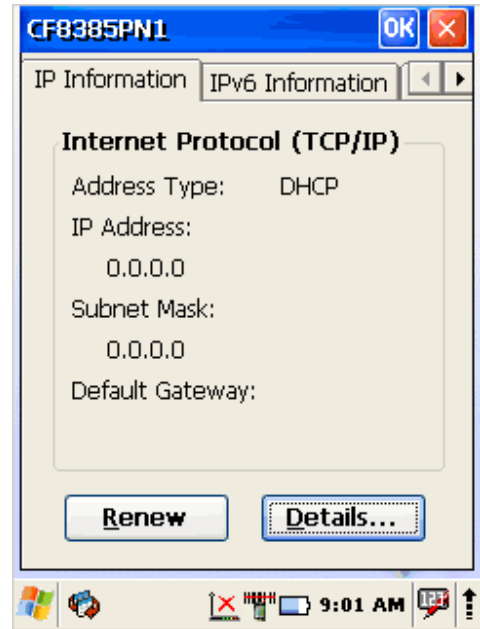 CF8385PN1 OK
IP Information IPv6 Information
Internet Protocol (TCP/IP)
Address Type: DHCP
IP Address:
0.0.0.0
Subnet Mask:
0.0.0.0
Default Gateway:
Renew Details...
9:01 AM 123